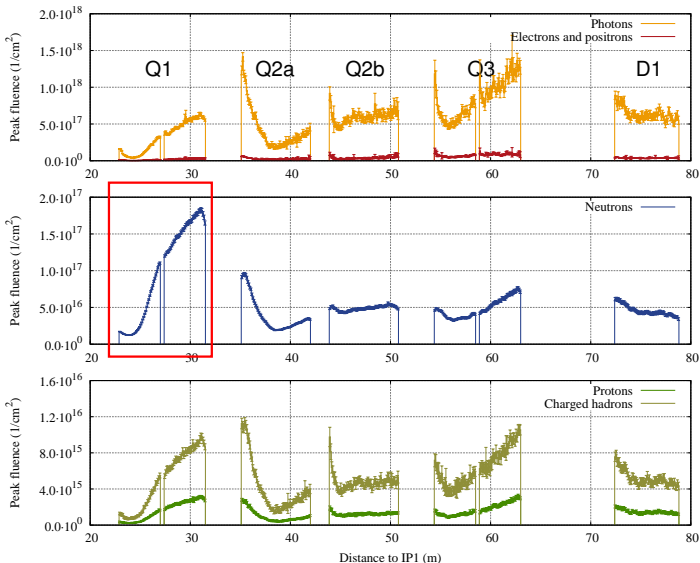 Peak fluence (1/cm²)
2.0·10¹⁸
1.5·10¹⁸
1.0·10¹⁸
5.0·10¹⁷
0.0·10⁰
Photons
Electrons and positrons
Q1 Q2a Q2b Q3 D1
20 30 40 50 60 70 80
Peak fluence (1/cm²)
2.0·10¹⁷
1.5·10¹⁷
1.0·10¹⁷
5.0·10¹⁶
0.0·10⁰
Neutrons
20 30 40 50 60 70 80
Peak fluence (1/cm²)
1.6·10¹⁶
1.2·10¹⁶
8.0·10¹⁵
4.0·10¹⁵
0.0·10⁰
Protons
Charged hadrons
20 30 40 50 60 70 80
Distance to IP1 (m)